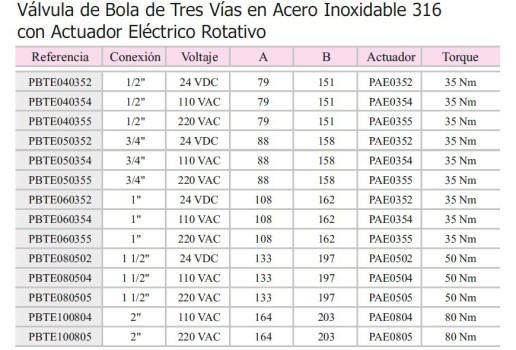 Válvula de Bola de Tres Vías en Acero Inoxidable 316
con Actuador Eléctrico Rotativo
Referencia Conexión Voltaje A B Actuador Torque
PBTE040352 1/2" 24 VDC 79 151 PAE0352 35 Nm
PBTE040354 1/2" 110 VAC 79 151 PAE0354 35 Nm
PBTE040355 1/2" 220 VAC 79 151 PAE0355 35 Nm
PBTE050352 3/4" 24 VDC 88 158 PAE0352 35 Nm
PBTE050354 3/4" 110 VAC 88 158 PAE0354 35 Nm
PBTE050355 3/4" 220 VAC 88 158 PAE0355 35 Nm
PBTE060352 1" 24 VDC 108 162 PAE0352 35 Nm
PBTE060354 1" 110 VAC 108 162 PAE0354 35 Nm
PBTE060355 1" 220 VAC 108 162 PAE0355 35 Nm
PBTE080502 1 1/2" 24 VDC 133 197 PAE0502 50 Nm
PBTE080504 1 1/2" 110 VAC 133 197 PAE0504 50 Nm
PBTE080505 1 1/2" 220 VAC 133 197 PAE0505 50 Nm
PBTE100804 2" 110 VAC 164 203 PAE0804 80 Nm
PBTE100805 2" 220 VAC 164 203 PAE0805 80 Nm